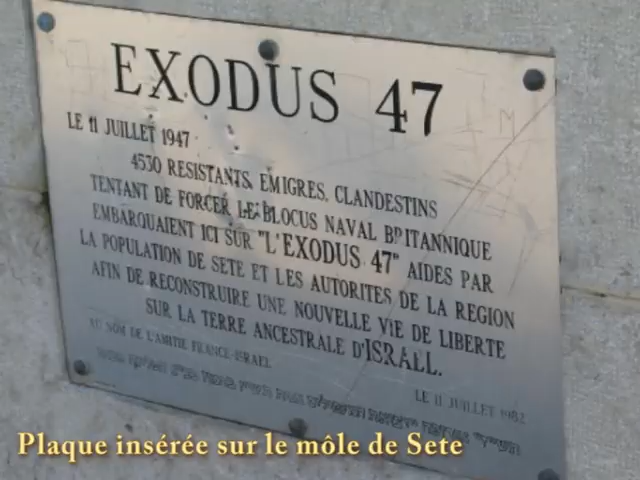 EXODUS 47
LE 11 JUILLET 1947
4530 RESISTANTS, EMIGRES, CLANDESTINS
TENTANT DE FORCER LE BLOCUS NAVAL BRITANNIQUE
EMBARQUAIENT ICI SUR "L'EXODUS 47" AIDES PAR
LA POPULATION DE SETE ET LES AUTORITES DE LA REGION
AFIN DE RECONSTRUIRE UNE NOUVELLE VIE DE LIBERTE
SUR LA TERRE ANCESTRALE D'ISRAEL.
AU NOM DE L'AMITIE FRANCE-ISRAEL
LE 11 JUILLET 1982
Plaque insérée sur le môle de Sete